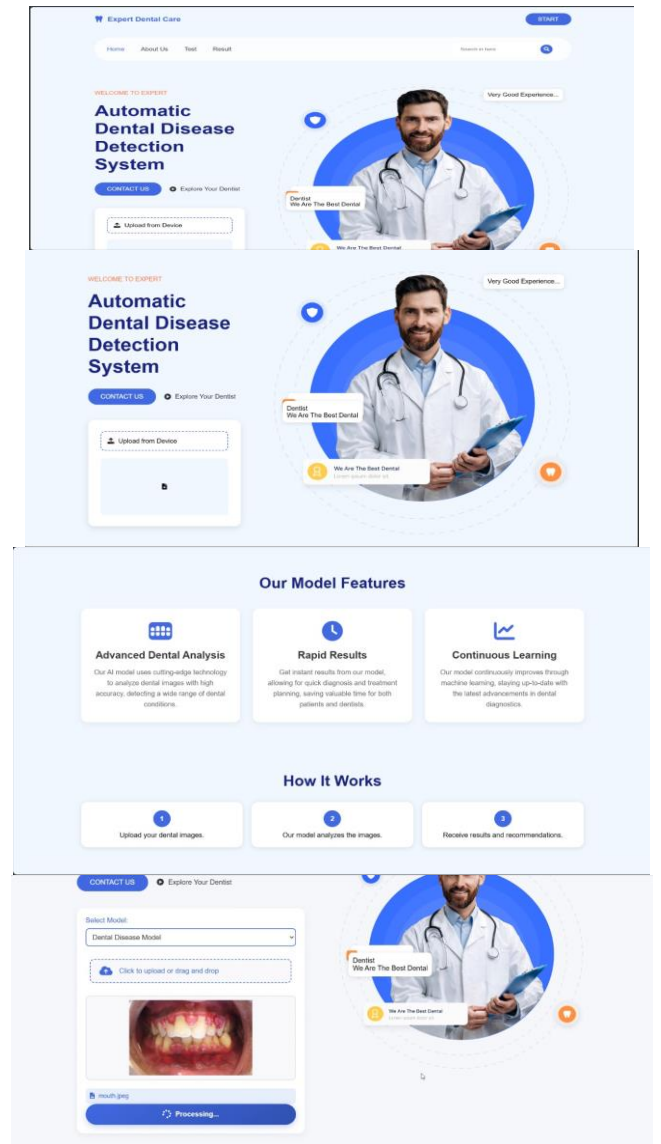 Expert Dental Care
START
Home About Us Test Result
Search in here
WELCOME TO EXPERT
Automatic
Dental Disease
Detection
System
CONTACT US Explore Your Dentist
Upload from Device
Very Good Experience...
Dentist
We Are The Best Dental
We Are The Best Dental
WELCOME TO EXPERT
Automatic
Dental Disease
Detection
System
CONTACT US Explore Your Dentist
Upload from Device
Very Good Experience...
Dentist
We Are The Best Dental
We Are The Best Dental
Lorem ipsum dolor sit
Our Model Features
Advanced Dental Analysis
Our AI model uses cutting-edge technology
to analyze dental images with high
accuracy, detecting a wide range of dental
conditions.
Rapid Results
Get instant results from our model,
allowing for quick diagnosis and treatment
planning, saving valuable time for both
patients and dentists.
Continuous Learning
Our model continuously improves through
machine learning, staying up-to-date with
the latest advancements in dental
diagnostics.
How It Works
1
Upload your dental images.
2
Our model analyzes the images.
3
Receive results and recommendations.
CONTACT US Explore Your Dentist
Select Model:
Dental Disease Model
Click to upload or drag and drop
mouth.jpeg
Processing...
Dentist
We Are The Best Dental
We Are The Best Dental
Lorem ipsum dolor sit